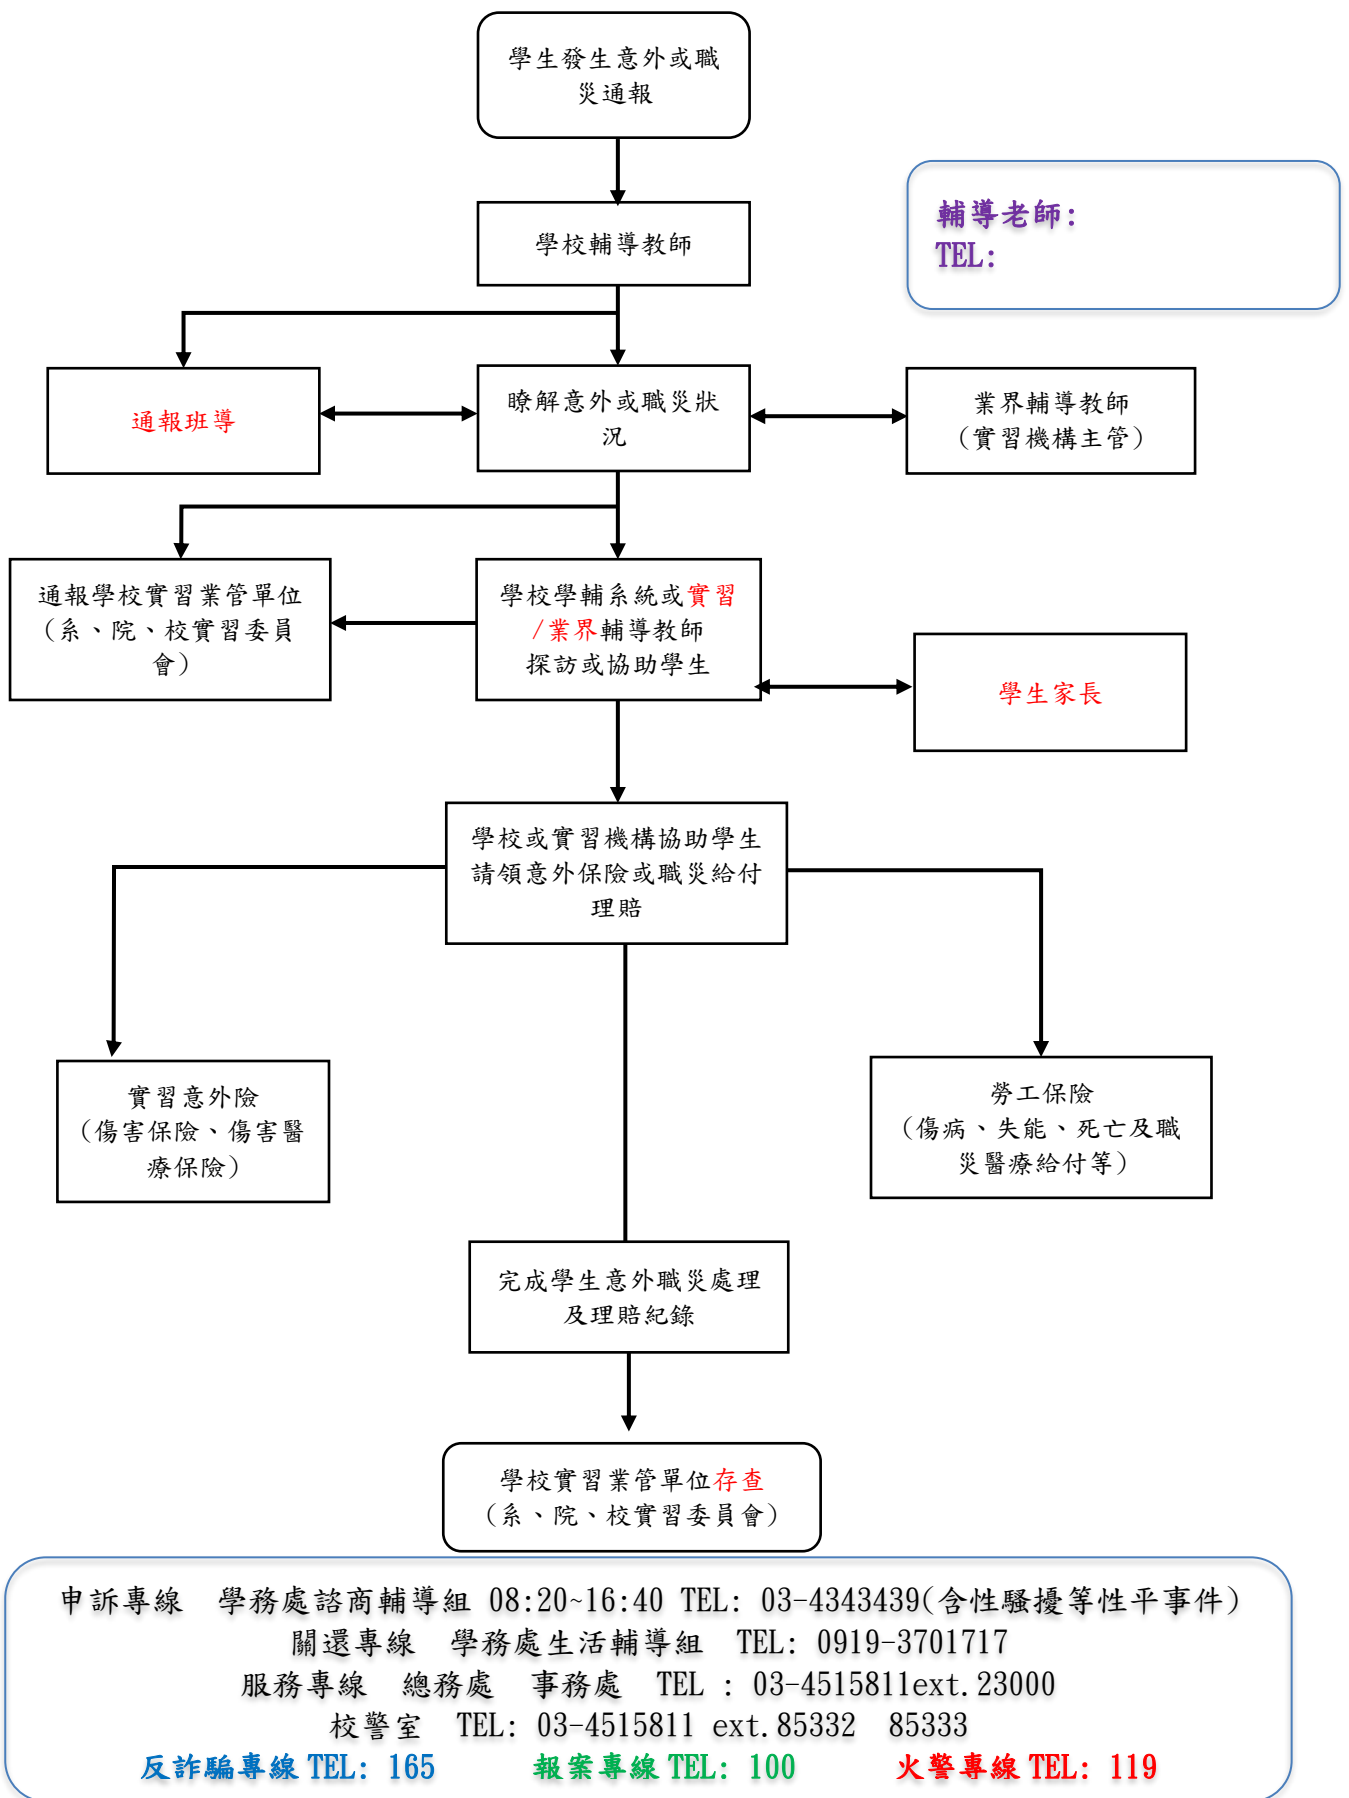 學生發生意外或職
災通報
學校輔導教師
輔導老師:
TEL:
通報班導
瞭解意外或職災狀
況
業界輔導教師
(實習機構主管)
通報學校實習業管單位
(系、院、校實習委員
會)
學校學輔系統或實習
/業界輔導教師
探訪或協助學生
學生家長
學校或實習機構協助學生
請領意外保險或職災給付
理賠
實習意外險
(傷害保險、傷害醫
療保險)
勞工保險
(傷病、失能、死亡及職
災醫療給付等)
完成學生意外職災處理
及理賠紀錄
學校實習業管單位存查
(系、院、校實習委員會)
申訴專線 學務處諮商輔導組 08:20~16:40 TEL: 03-4343439(含性騷擾等性平事件)
關還專線 學務處生活輔導組 TEL: 0919-3701717
服務專線 總務處 事務處 TEL : 03-4515811ext.23000
校警室 TEL: 03-4515811 ext.85332 85333
反詐騙專線 TEL: 165 報案專線 TEL: 100 火警專線 TEL: 119